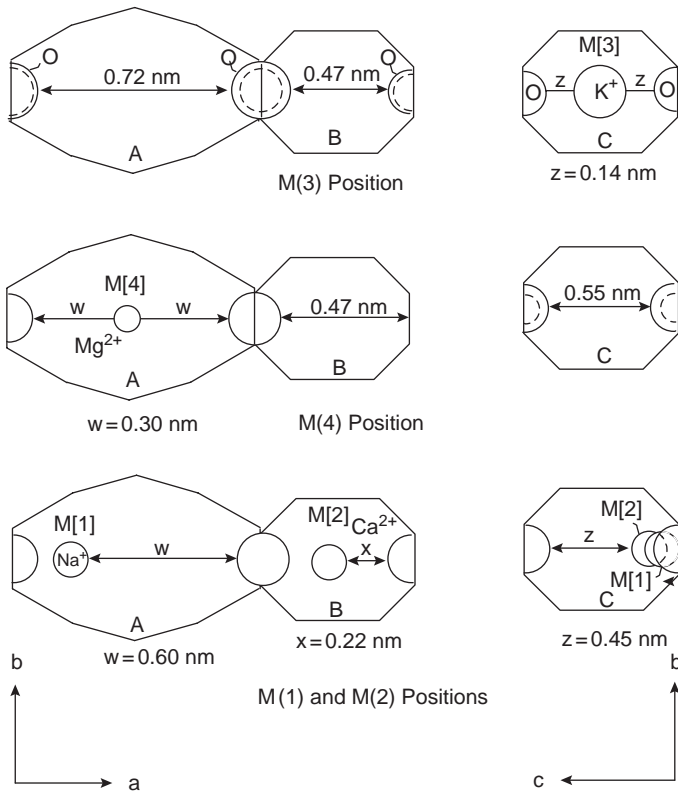 M[3]
O
0.72 nm
O
0.47 nm
O
O
z
K+
z
O
A
B
C
M(3) Position
z = 0.14 nm
M[4]
w
w
0.47 nm
0.55 nm
Mg2+
A
B
C
w = 0.30 nm
M(4) Position
M[1]
M[2]
Ca2+
M[2]
Na+
w
x
z
M[1]
A
B
C
w = 0.60 nm
x = 0.22 nm
z = 0.45 nm
b
b
M(1) and M(2) Positions
a
c